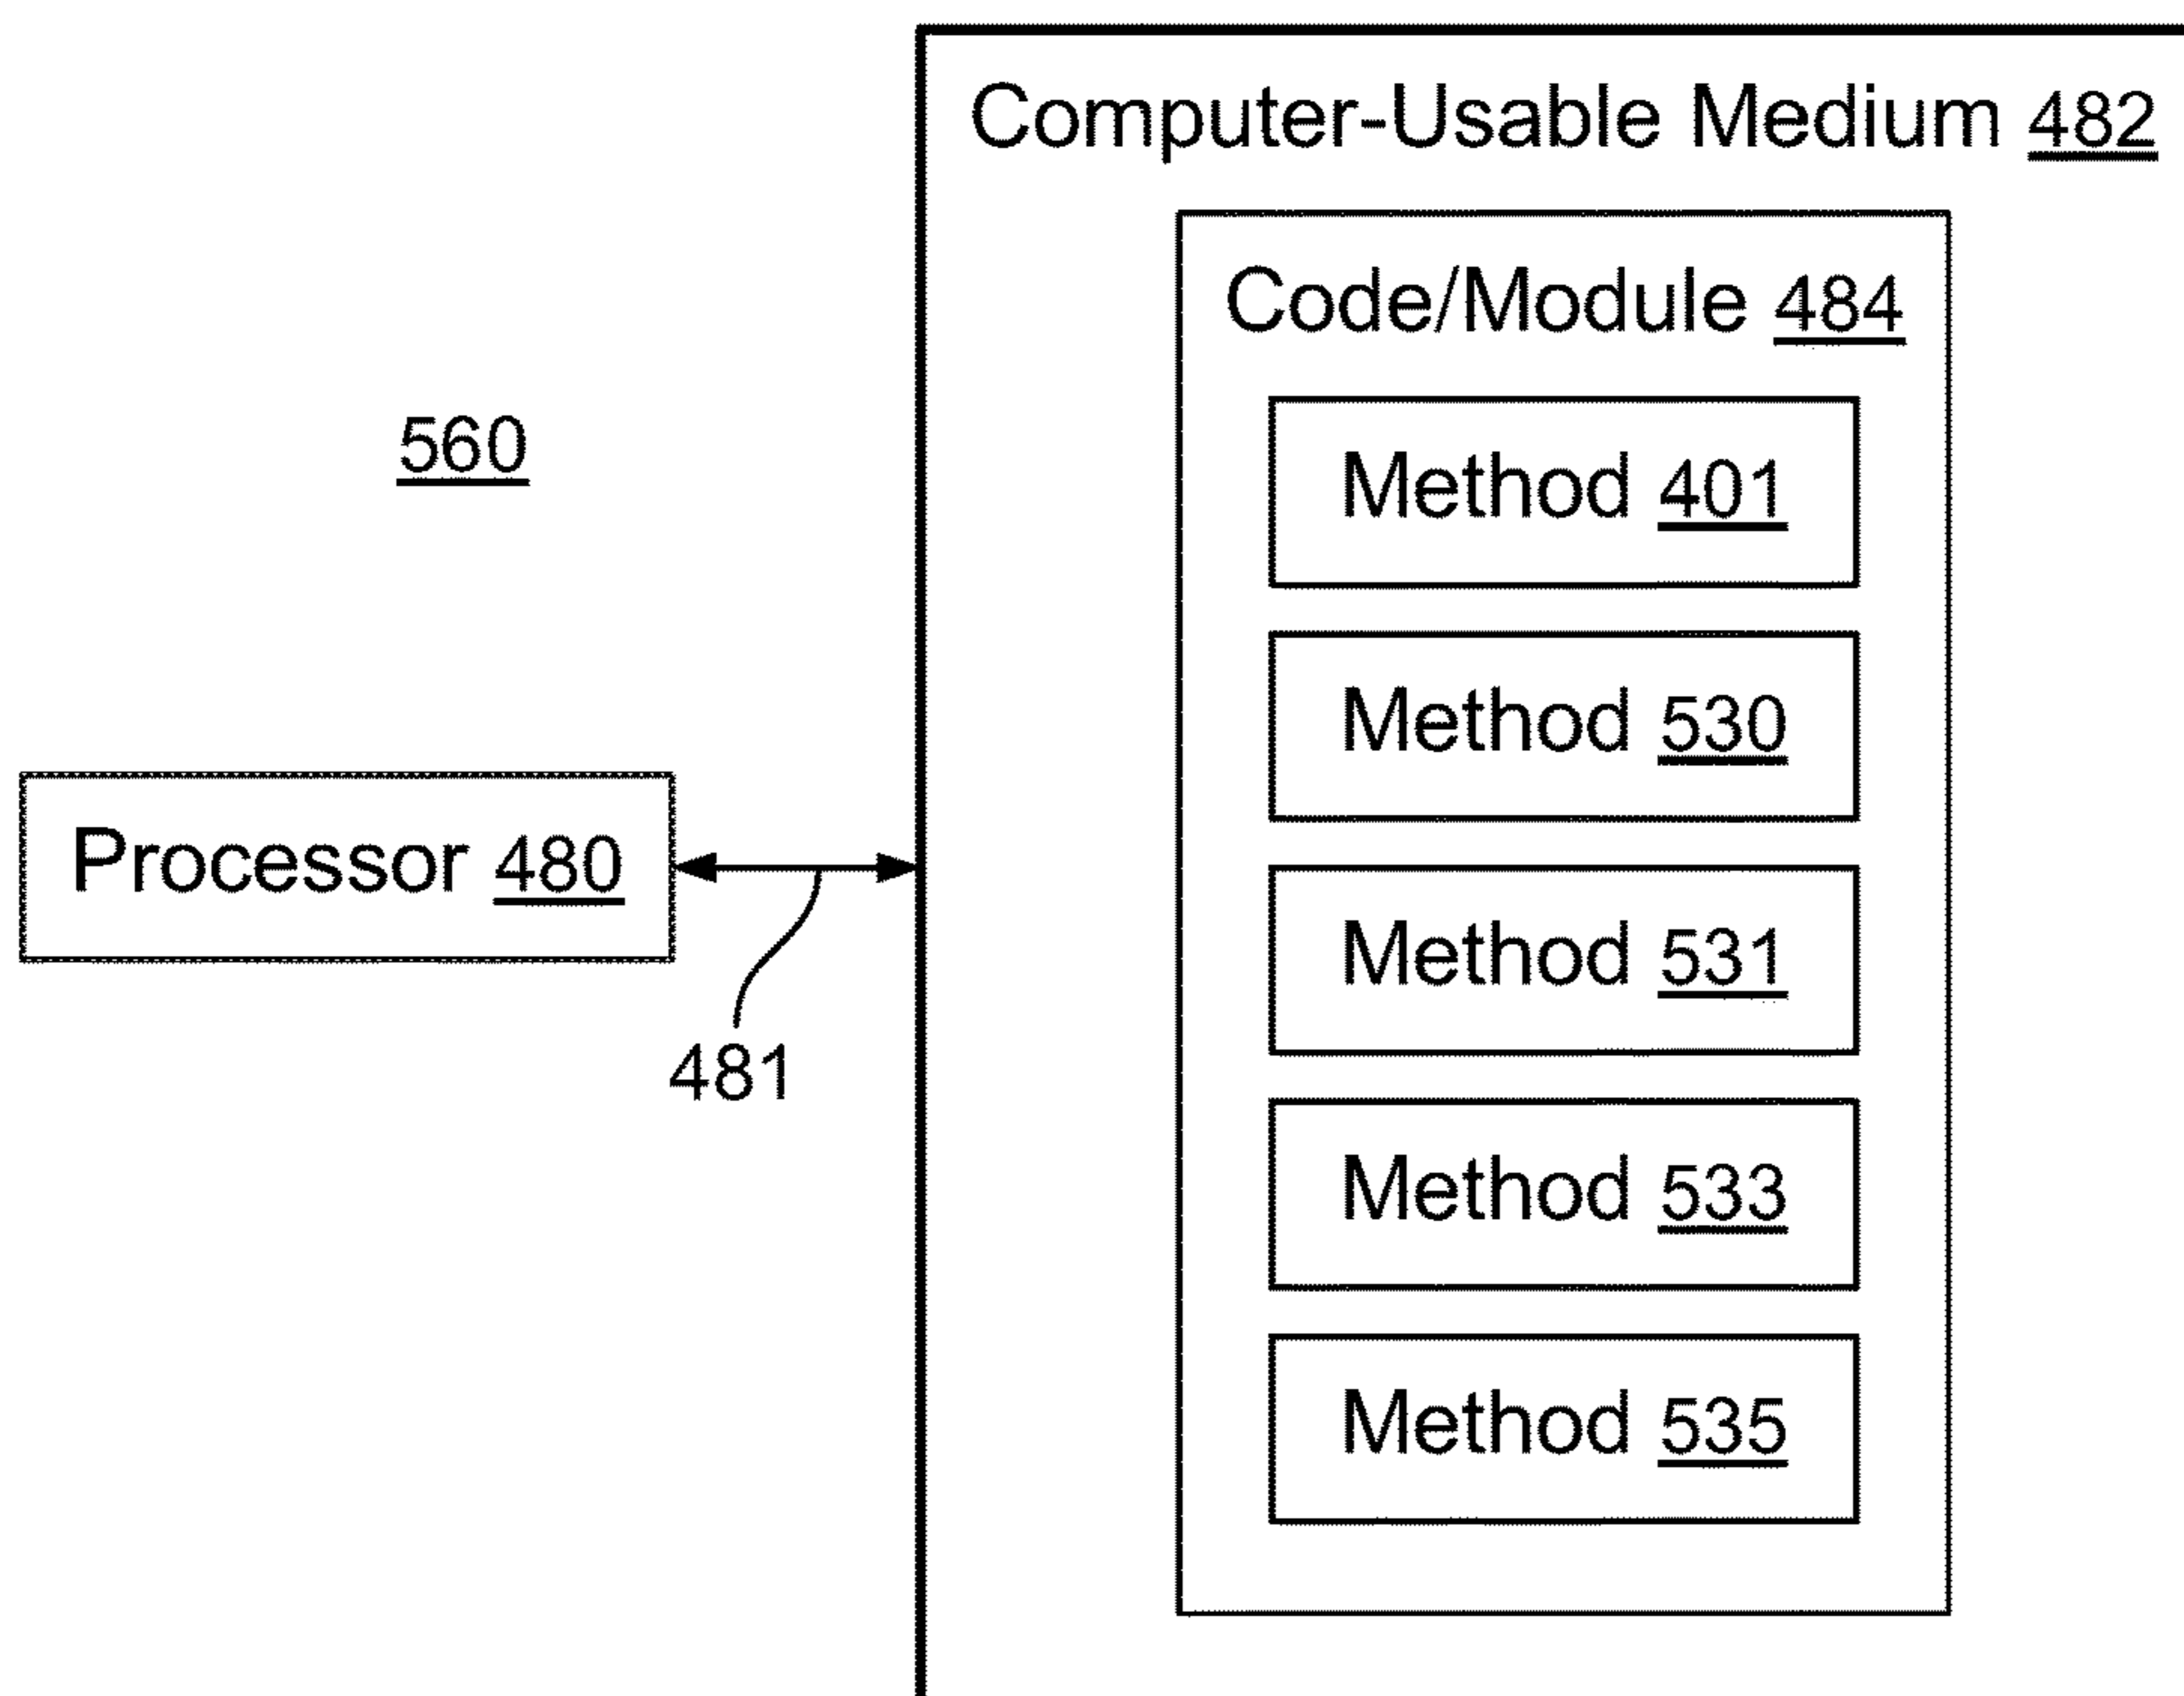 Computer-Usable Medium 482
Code/Module 484
560
Method 401
Method 530
Processor 480
Method 531
481
Method 533
Method 535